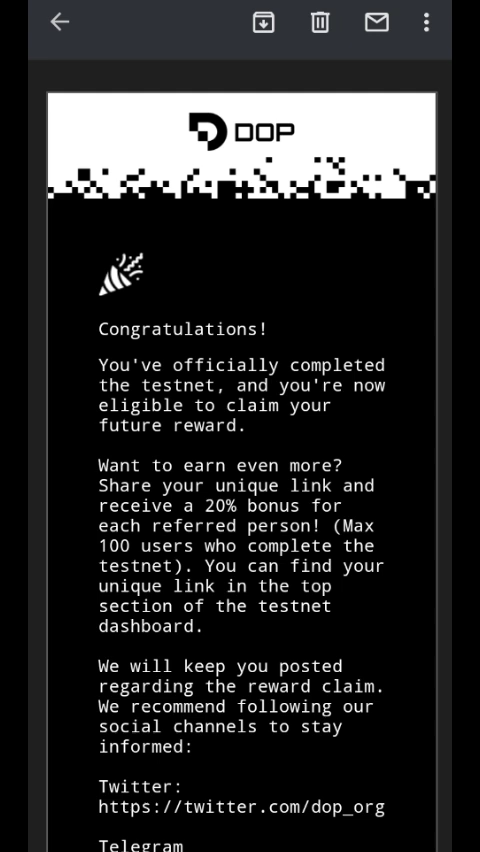 DOP
Congratulations!
You've officially completed
the testnet, and you're now
eligible to claim your
future reward.
Want to earn even more?
Share your unique link and
receive a 20% bonus for
each referred person! (Max
100 users who complete the
testnet). You can find your
unique link in the top
section of the testnet
dashboard.
We will keep you posted
regarding the reward claim.
We recommend following our
social channels to stay
informed:
Twitter:
https://twitter.com/dop_org
Telegram